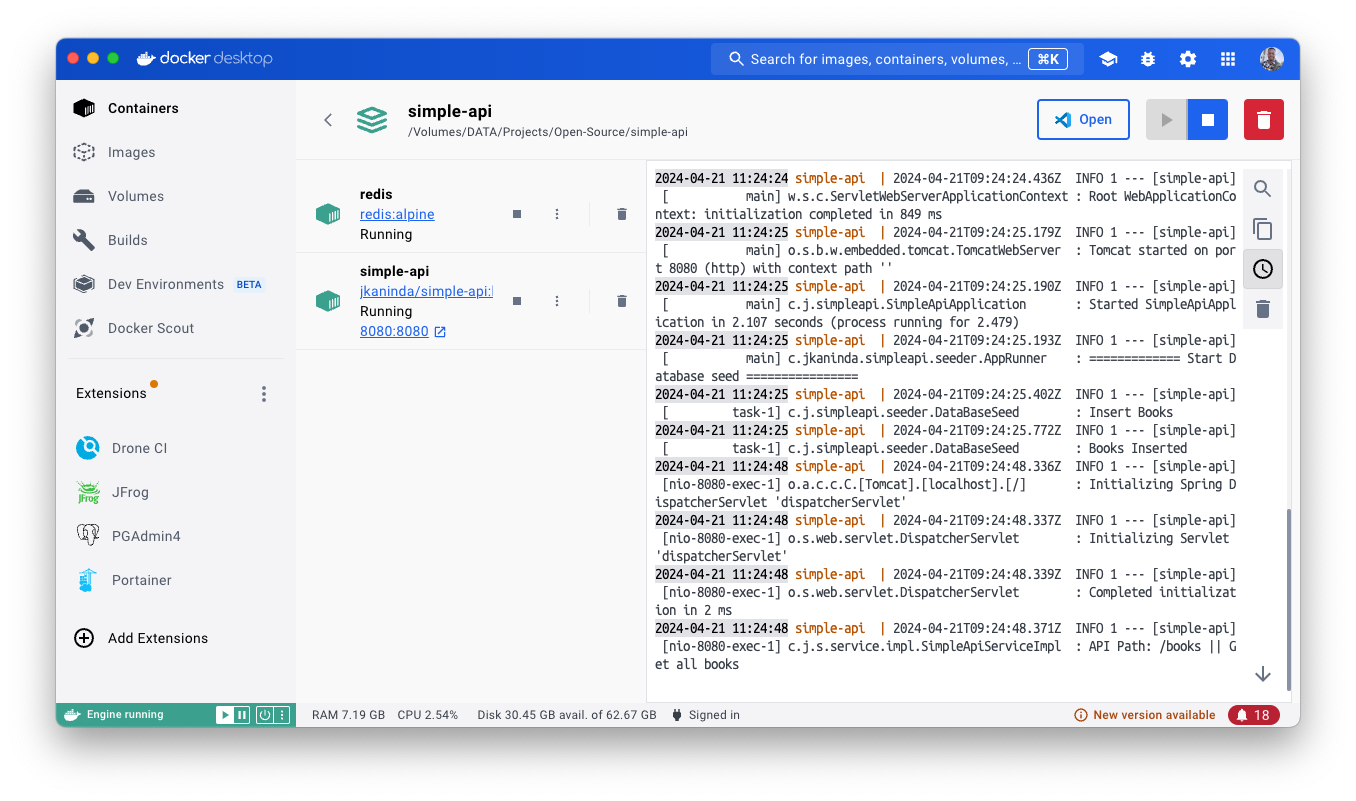 docker desktop
Search for images, containers, volumes, ...
⌘K
Containers
Images
Volumes
Builds
Dev Environments BETA
Docker Scout
Extensions
Drone CI
JFrog
JFrog
PGAdmin4
Portainer
Add Extensions
Engine running
simple-api
/Volumes/DATA/Projects/Open-Source/simple-api
Open
redis
redis:alpine
Running
simple-api
jkaninda/simple-api:
Running
8080:8080
2024-04-21 11:24:24 simple-api  | 2024-04-21T09:24:24.436Z  INFO 1 --- [simple-api]
[           main] w.s.c.ServletWebServerApplicationContext : Root WebApplicationCo
ntext: initialization completed in 849 ms
2024-04-21 11:24:25 simple-api  | 2024-04-21T09:24:25.179Z  INFO 1 --- [simple-api]
[           main] o.s.b.w.embedded.tomcat.TomcatWebServer  : Tomcat started on por
t 8080 (http) with context path ''
2024-04-21 11:24:25 simple-api  | 2024-04-21T09:24:25.190Z  INFO 1 --- [simple-api]
[           main] c.j.simpleapi.SimpleApiApplication       : Started SimpleApiAppl
ication in 2.107 seconds (process running for 2.479)
2024-04-21 11:24:25 simple-api  | 2024-04-21T09:24:25.193Z  INFO 1 --- [simple-api]
[           main] c.jkaninda.simpleapi.seeder.AppRunner    : ============= Start D
atabase seed ================
2024-04-21 11:24:25 simple-api  | 2024-04-21T09:24:25.402Z  INFO 1 --- [simple-api]
[         task-1] c.j.simpleapi.seeder.DataBaseSeed        : Insert Books
2024-04-21 11:24:25 simple-api  | 2024-04-21T09:24:25.772Z  INFO 1 --- [simple-api]
[         task-1] c.j.simpleapi.seeder.DataBaseSeed        : Books Inserted
2024-04-21 11:24:48 simple-api  | 2024-04-21T09:24:48.336Z  INFO 1 --- [simple-api]
[nio-8080-exec-1] o.a.c.c.C.[Tomcat].[localhost].[/]       : Initializing Spring D
ispatcherServlet 'dispatcherServlet'
2024-04-21 11:24:48 simple-api  | 2024-04-21T09:24:48.337Z  INFO 1 --- [simple-api]
[nio-8080-exec-1] o.s.web.servlet.DispatcherServlet        : Initializing Servlet
'dispatcherServlet'
2024-04-21 11:24:48 simple-api  | 2024-04-21T09:24:48.339Z  INFO 1 --- [simple-api]
[nio-8080-exec-1] o.s.web.servlet.DispatcherServlet        : Completed initializat
ion in 2 ms
2024-04-21 11:24:48 simple-api  | 2024-04-21T09:24:48.371Z  INFO 1 --- [simple-api]
[nio-8080-exec-1] c.j.s.service.impl.SimpleApiServiceImpl  : API Path: /books || G
et all books
RAM 7.19 GB CPU 2.54% Disk 30.45 GB avail. of 62.67 GB Signed in
New version available
18